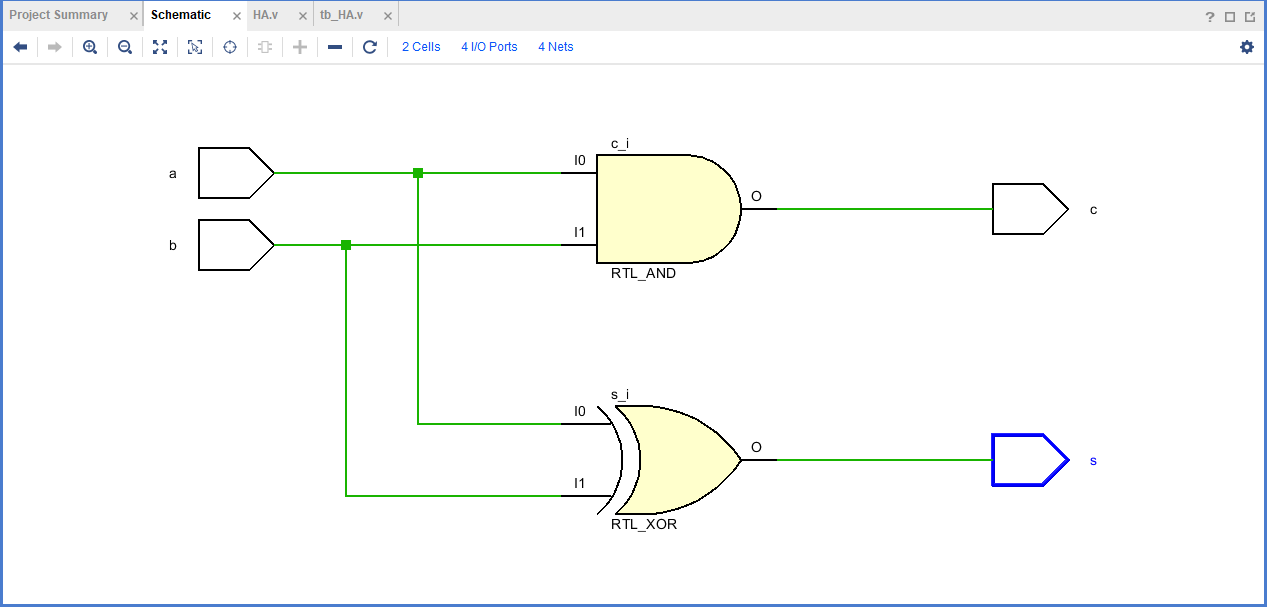 Project Summary × Schematic × HA.v × tb_HA.v × ?
2 Cells 4 I/O Ports 4 Nets
c_i
a I0 O c
b I1
RTL_AND
s_i
I0 O s
I1
RTL_XOR